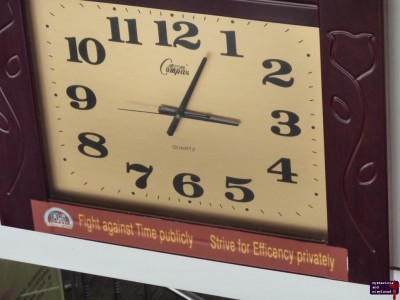 11 12 1
10 2
Compas
9 3
8 4
QUARTZ
7 6 5
Fight against Time publicly Strive for Efficency privately